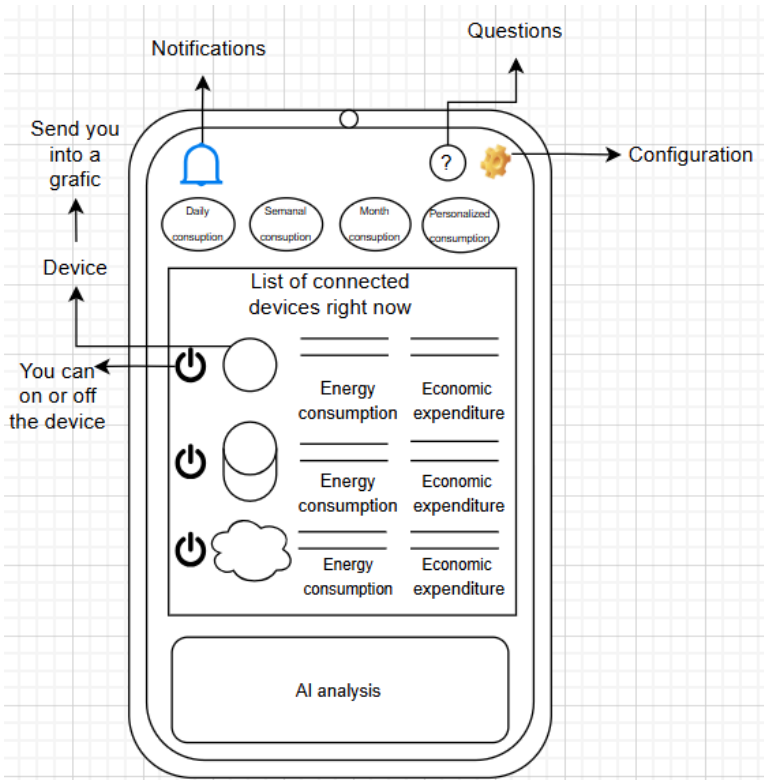 Notifications
Questions
Send you
into a
grafic
?
Configuration
Daily
consuption
Semanal
consuption
Month
consuption
Personalized
consumption
Device
List of connected
devices right now
You can
on or off
the device
Energy
consumption
Economic
expenditure
Energy
consumption
Economic
expenditure
Energy
consumption
Economic
expenditure
AI analysis